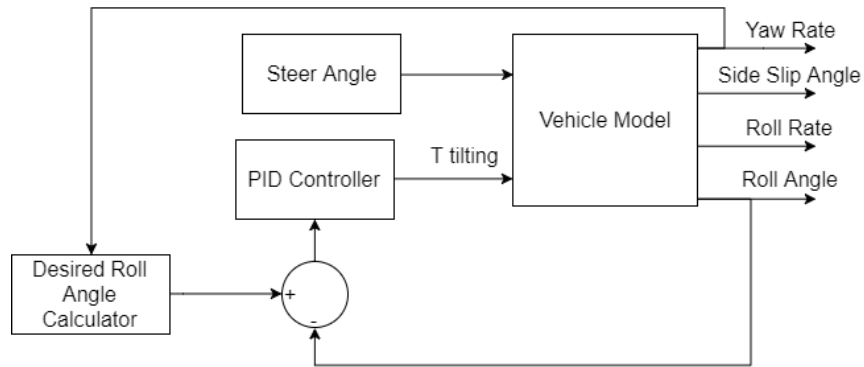 Yaw Rate
Steer Angle
Side Slip Angle
Vehicle Model
Roll Rate
T tilting
PID Controller
Roll Angle
Desired Roll
Angle
Calculator
+
-